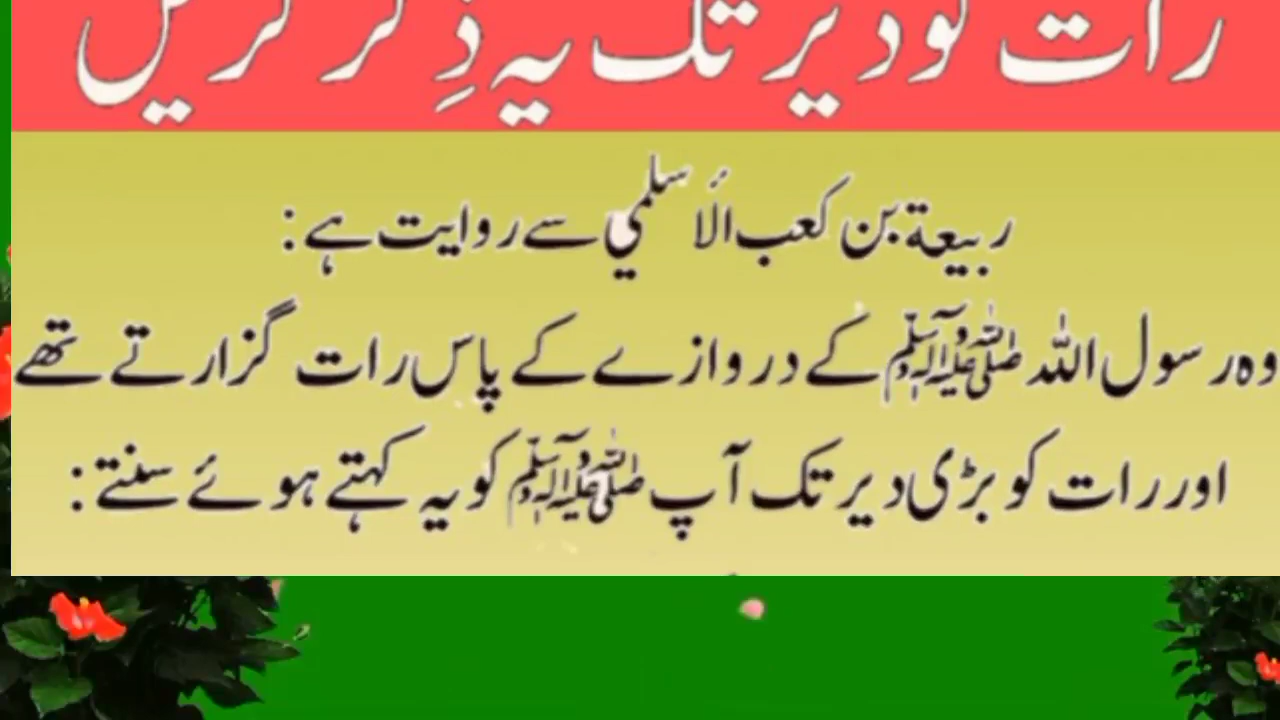 رات کو دیر تک یہ ذِکر کریں
ربیعة بن کعب الأسلمي سے روایت ہے:
وہ رسول اللہ ﷺ کے دروازے کے پاس رات گزارتے تھے
اور رات کو بڑی دیر تک آپ ﷺ کو یہ کہتے ہوئے سنتے: